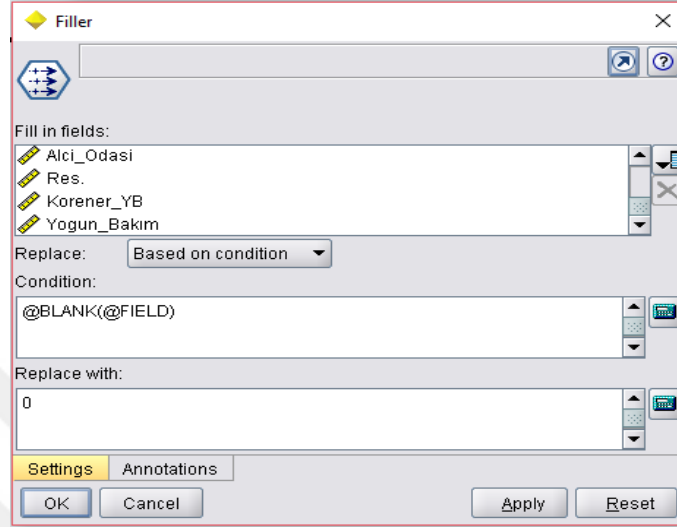 Filler
Fill in fields:
Alci_Odasi
Res.
Korener_YB
Yogun_Bakım
Replace: Based on condition
Condition:
@BLANK(@FIELD)
Replace with:
0
Settings Annotations
OK Cancel Apply Reset